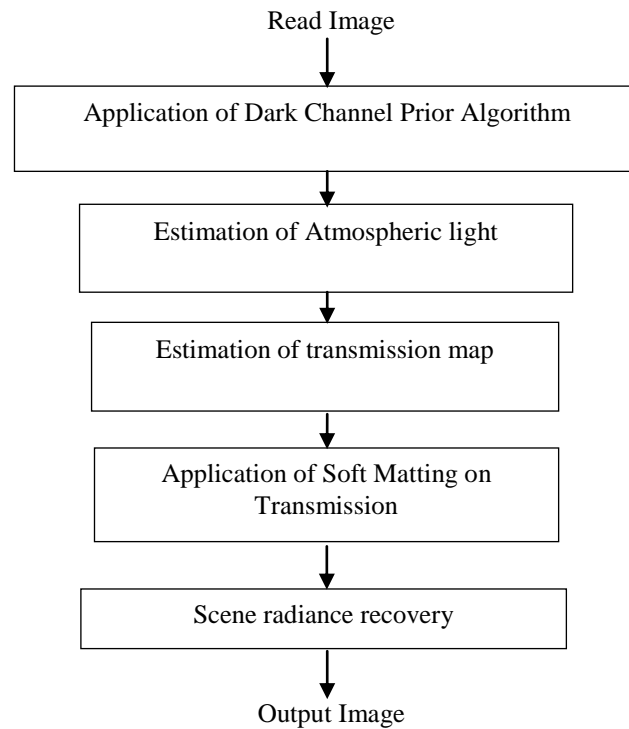 Read Image
Application of Dark Channel Prior Algorithm
Estimation of Atmospheric light
Estimation of transmission map
Application of Soft Matting on
Transmission
Scene radiance recovery
Output Image